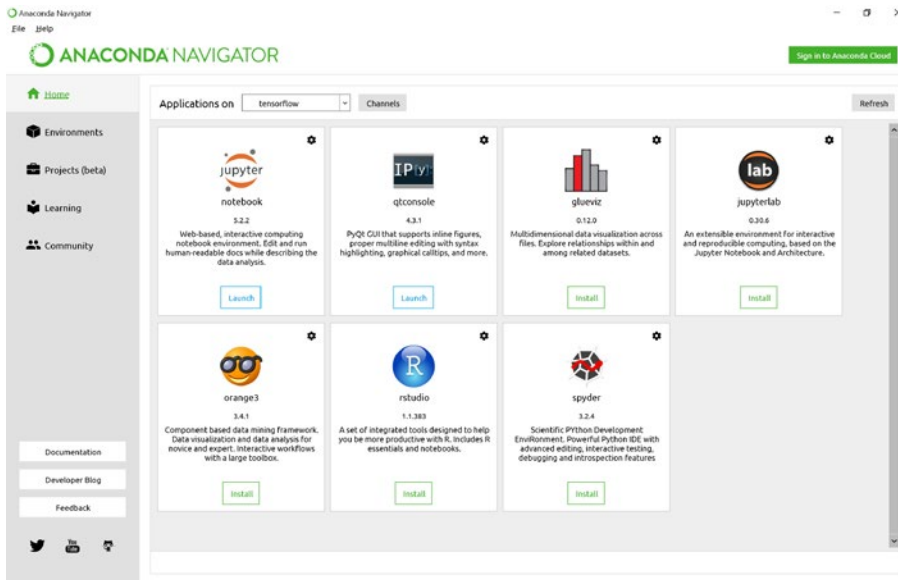 Anaconda Navigator
File Help
ANACONDA NAVIGATOR
Sign in to Anaconda Cloud
Home
Environments
Projects (beta)
Learning
Community
Documentation
Developer Blog
Feedback
You
Tube
Applications on
tensorflow
Channels
Refresh
jupyter
notebook
5.2.2
Web-based, interactive computing
notebook environment. Edit and run
human-readable docs while describing the
data analysis.
Launch
IP[y]:
qtconsole
4.3.1
PyQt GUI that supports inline figures,
proper multiline editing with syntax
highlighting, graphical calltips, and more.
Launch
glueviz
0.12.0
Multidimensional data visualization across
files. Explore relationships within and
among related datasets.
Install
lab
jupyterlab
0.30.6
An extensible environment for interactive
and reproducible computing, based on the
Jupyter Notebook and Architecture.
Install
orange3
3.4.1
Component based data mining framework.
Data visualization and data analysis for
novice and expert. Interactive workflows
with a large toolbox.
Install
R
rstudio
1.1.383
A set of integrated tools designed to help
you be more productive with R. Includes R
essentials and notebooks.
Install
spyder
3.2.4
Scientific PYthon Development
EnviRonment. Powerful Python IDE with
advanced editing, interactive testing,
debugging and introspection features
Install